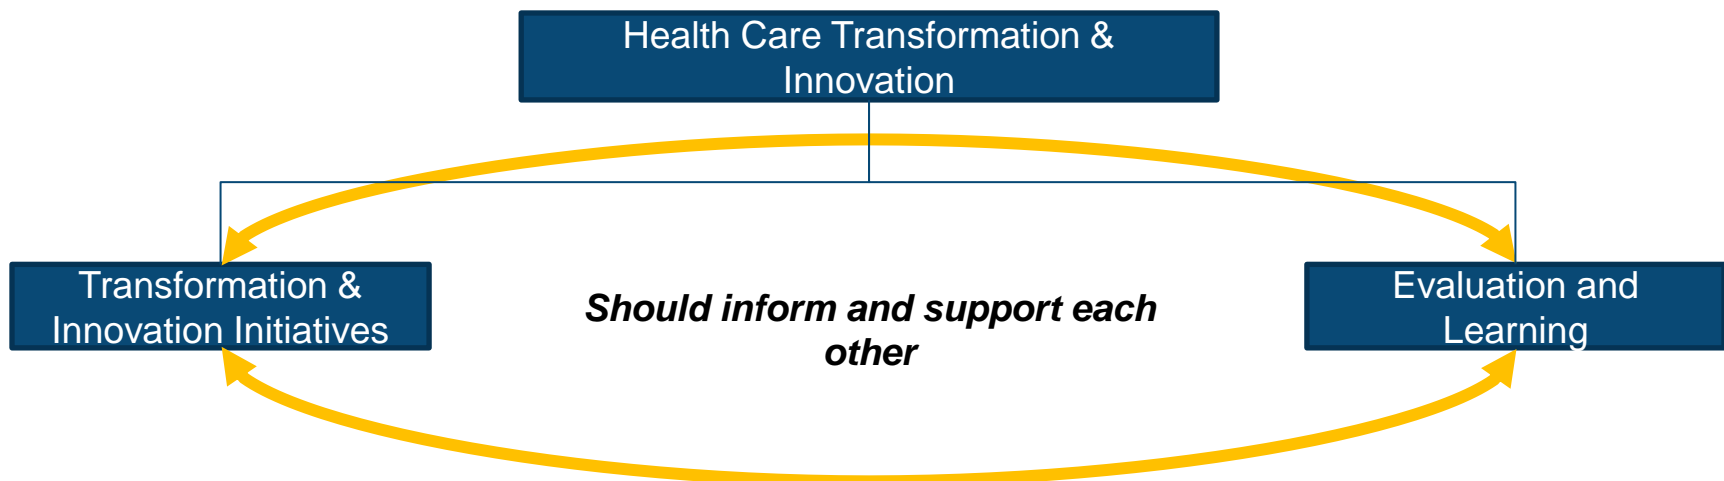 Health Care Transformation &
Innovation
Transformation &
Innovation Initiatives
Should inform and support each
other
Evaluation and
Learning